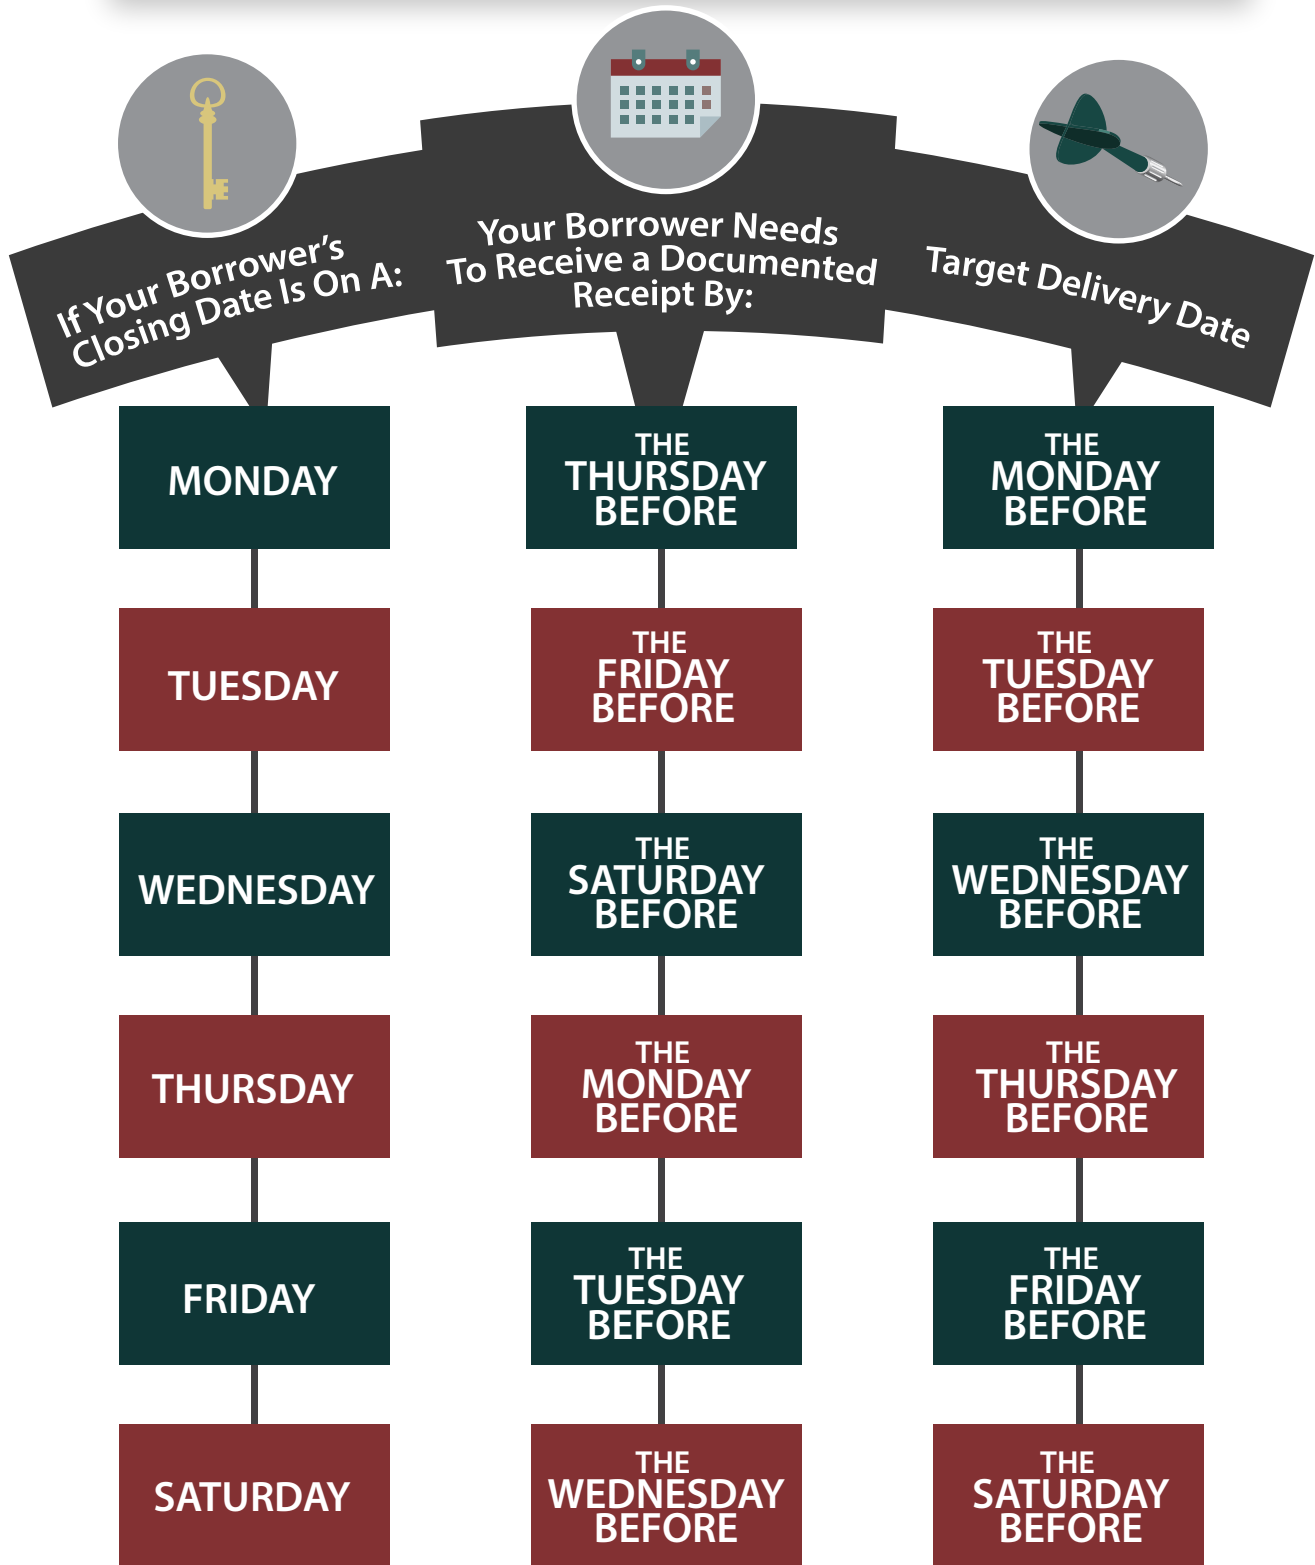 If Your Borrower’s
Closing Date Is On A:
Your Borrower Needs
To Receive a Documented
Receipt By:
Target Delivery Date
MONDAY
THE
THURSDAY
BEFORE
THE
MONDAY
BEFORE
TUESDAY
THE
FRIDAY
BEFORE
THE
TUESDAY
BEFORE
WEDNESDAY
THE
SATURDAY
BEFORE
THE
WEDNESDAY
BEFORE
THURSDAY
THE
MONDAY
BEFORE
THE
THURSDAY
BEFORE
FRIDAY
THE
TUESDAY
BEFORE
THE
FRIDAY
BEFORE
SATURDAY
THE
WEDNESDAY
BEFORE
THE
SATURDAY
BEFORE